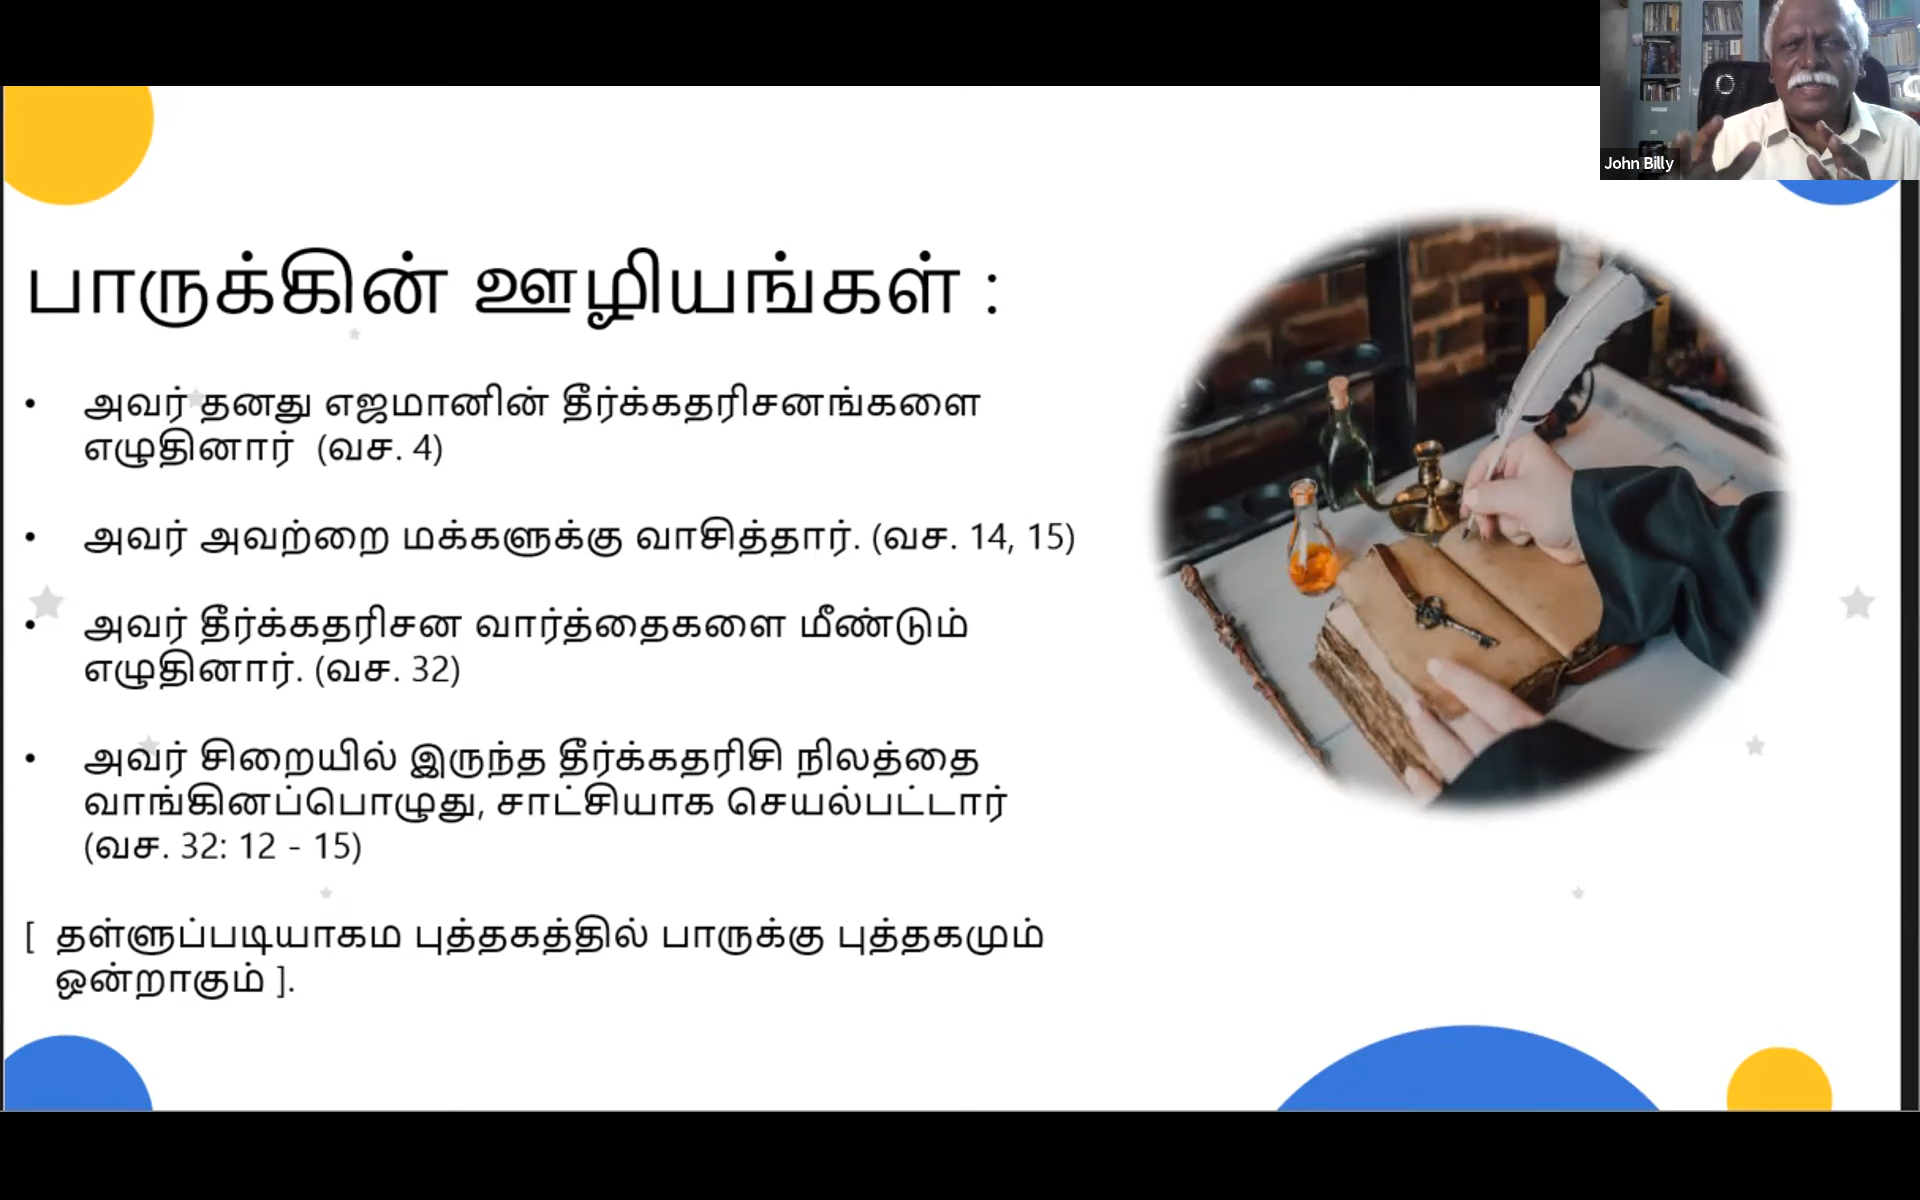 John Billy
பாருக்கின் ஊழியங்கள் :
• அவர் தனது எஜமானின் தீர்க்கதரிசனங்களை
எழுதினார் (வச. 4)
• அவர் அவற்றை மக்களுக்கு வாசித்தார். (வச. 14, 15)
• அவர் தீர்க்கதரிசன வார்த்தைகளை மீண்டும்
எழுதினார். (வச. 32)
• அவர் சிறையில் இருந்த தீர்க்கதரிசி நிலத்தை
வாங்கினப்பொழுது, சாட்சியாக செயல்பட்டார்
(வச. 32: 12 - 15)
[ தள்ளுப்படியாகம புத்தகத்தில் பாருக்கு புத்தகமும்
ஒன்றாகும் ].